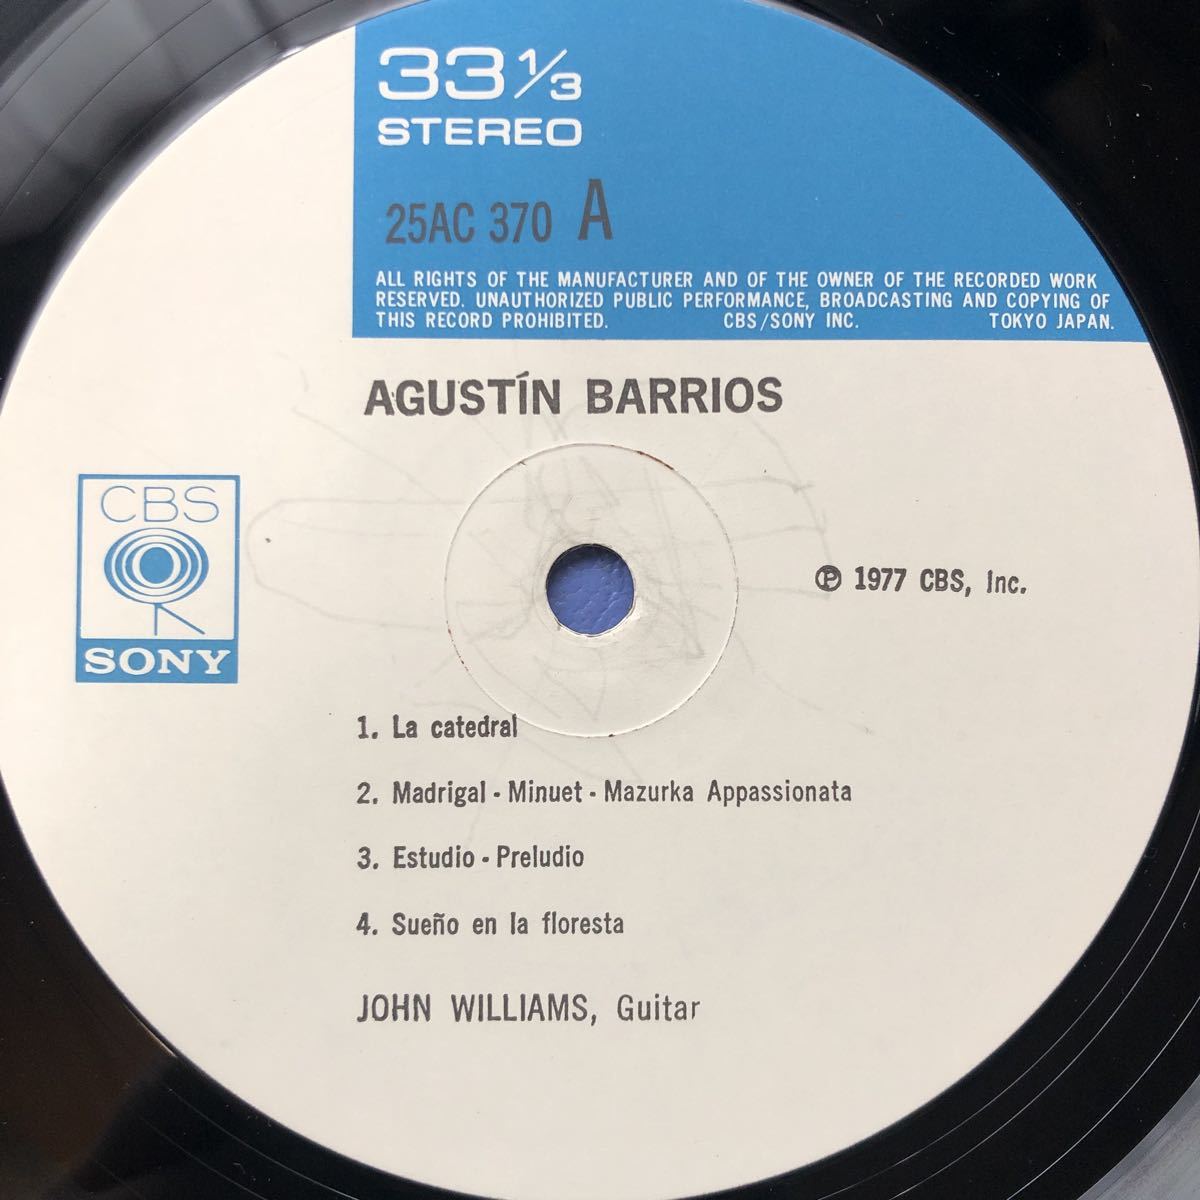 33 1/3
STEREO
25AC 370 A
ALL RIGHTS OF THE MANUFACTURER AND OF THE OWNER OF THE RECORDED WORK
RESERVED. UNAUTHORIZED PUBLIC PERFORMANCE, BROADCASTING AND COPYING OF
THIS RECORD PROHIBITED. CBS/SONY INC. TOKYO JAPAN.
AGUSTÍN BARRIOS
CBS
SONY
℗ 1977 CBS, Inc.
1. La catedral
2. Madrigal - Minuet - Mazurka Appassionata
3. Estudio - Preludio
4. Sueño en la floresta
JOHN WILLIAMS, Guitar